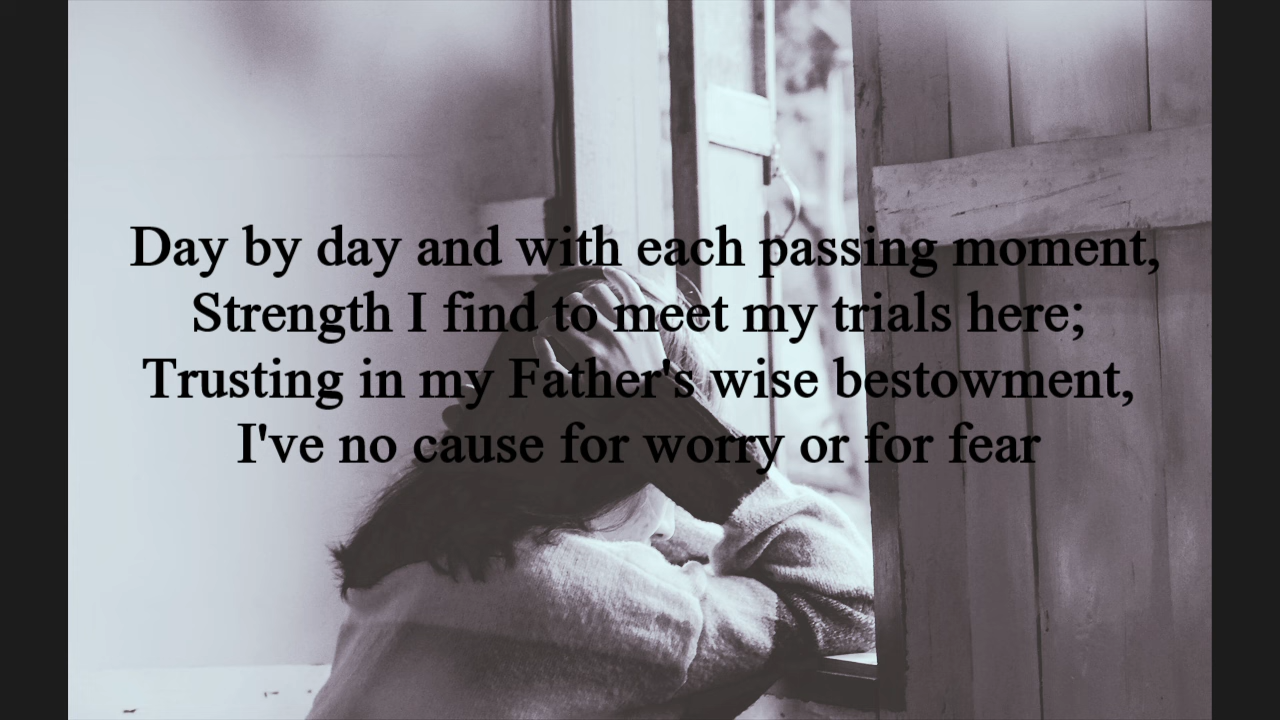 Day by day and with each passing moment,
Strength I find to meet my trials here;
Trusting in my Father's wise bestowment,
I've no cause for worry or for fear